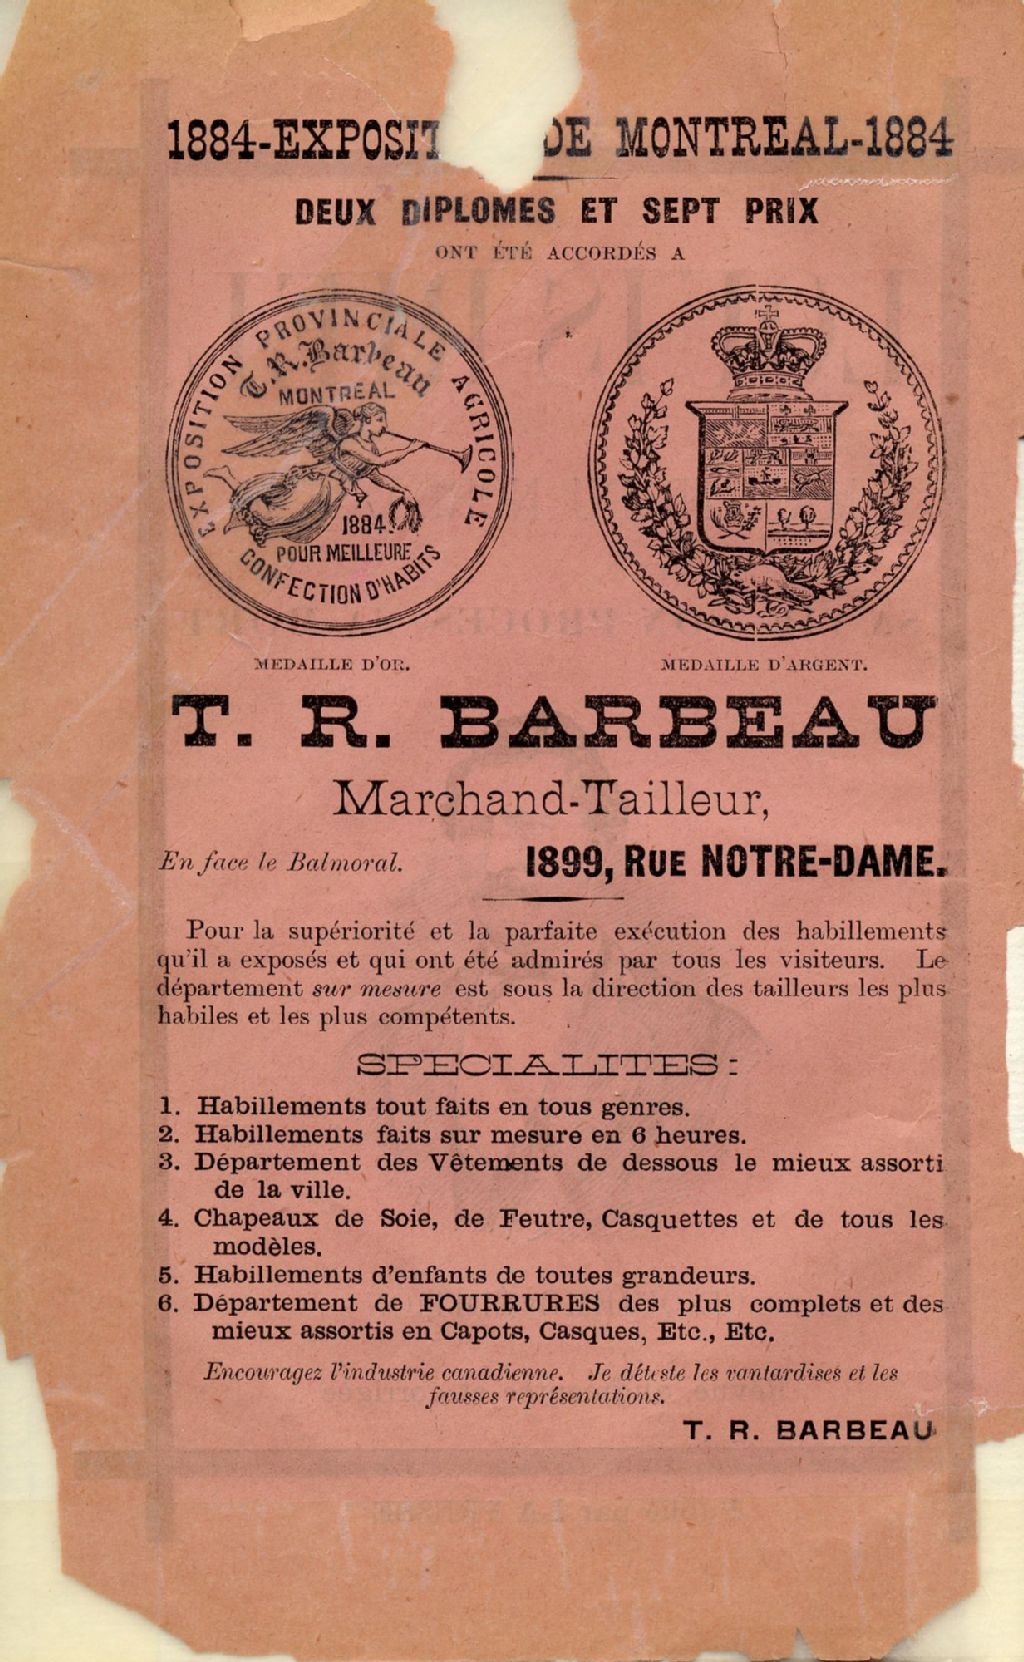 1884-EXPOSIT DE MONTREAL-1884
DEUX DIPLOMES ET SEPT PRIX
ONT ÉTÉ ACCORDÉS A
EXPOSITION PROVINCIALE AGRICOLE
T. R. Barbeau
MONTREAL
1884
POUR MEILLEURE
CONFECTION D'HABITS
MEDAILLE D'OR.
MEDAILLE D'ARGENT.
T. R. BARBEAU
Marchand-Tailleur,
En face le Balmoral. 1899, RUE NOTRE-DAME.
Pour la supériorité et la parfaite exécution des habillements
qu'il a exposés et qui ont été admirés par tous les visiteurs. Le
département sur mesure est sous la direction des tailleurs les plus
habiles et les plus compétents.
SPECIALITES :
1. Habillements tout faits en tous genres.
2. Habillements faits sur mesure en 6 heures.
3. Département des Vêtements de dessous le mieux assorti
de la ville.
4. Chapeaux de Soie, de Feutre, Casquettes et de tous les
modèles.
5. Habillements d'enfants de toutes grandeurs.
6. Département de FOURRURES des plus complets et des
mieux assortis en Capots, Casques, Etc., Etc.
Encouragez l'industrie canadienne. Je déteste les vantardises et les
fausses représentations.
T. R. BARBEAU